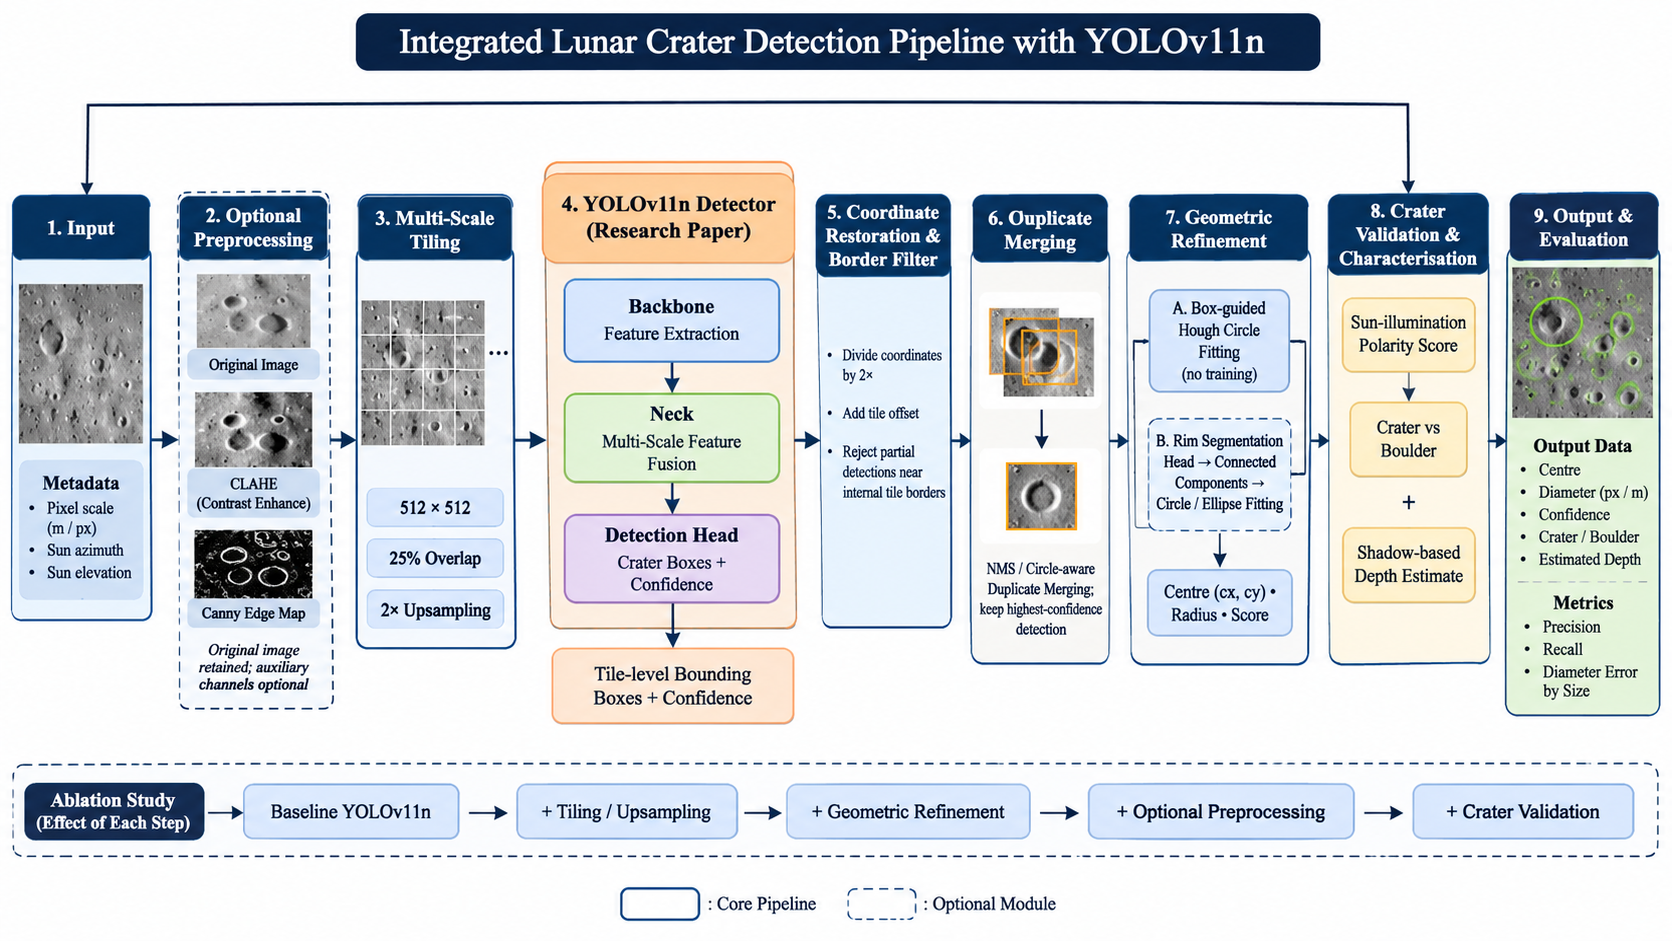 Integrated Lunar Crater Detection Pipeline with YOLOv11n
1. Input
Metadata
• Pixel scale
(m / px)
• Sun azimuth
• Sun elevation
2. Optional
Preprocessing
Original Image
CLAHE
(Contrast Enhance)
Canny Edge Map
Original image
retained; auxiliary
channels optional
3. Multi-Scale
Tiling
...
512 × 512
25% Overlap
2× Upsampling
4. YOLOv11n Detector
(Research Paper)
Backbone
Feature Extraction
Neck
Multi-Scale Feature
Fusion
Detection Head
Crater Boxes +
Confidence
Tile-level Bounding
Boxes + Confidence
5. Coordinate
Restoration &
Border Filter
• Divide coordinates
by 2×
• Add tile offset
• Reject partial
detections near
internal tile borders
6. Ouplicate
Merging
NMS / Circle-aware
Duplicate Merging;
keep highest-confidence
detection
7. Geometric
Refinement
A. Box-guided
Hough Circle
Fitting
(no training)
B. Rim Segmentation
Head → Connected
Components →
Circle / Ellipse Fitting
Centre (cx, cy) •
Radius • Score
8. Crater
Validation &
Characterisation
Sun-illumination
Polarity Score
Crater vs
Boulder
+
Shadow-based
Depth Estimate
9. Output &
Evaluation
Output Data
• Centre
• Diameter (px / m)
• Confidence
• Crater / Boulder
• Estimated Depth
Metrics
• Precision
• Recall
• Diameter Error
by Size
Ablation Study
(Effect of Each Step)
Baseline YOLOv11n
+ Tiling / Upsampling
+ Geometric Refinement
+ Optional Preprocessing
+ Crater Validation
: Core Pipeline
: Optional Module